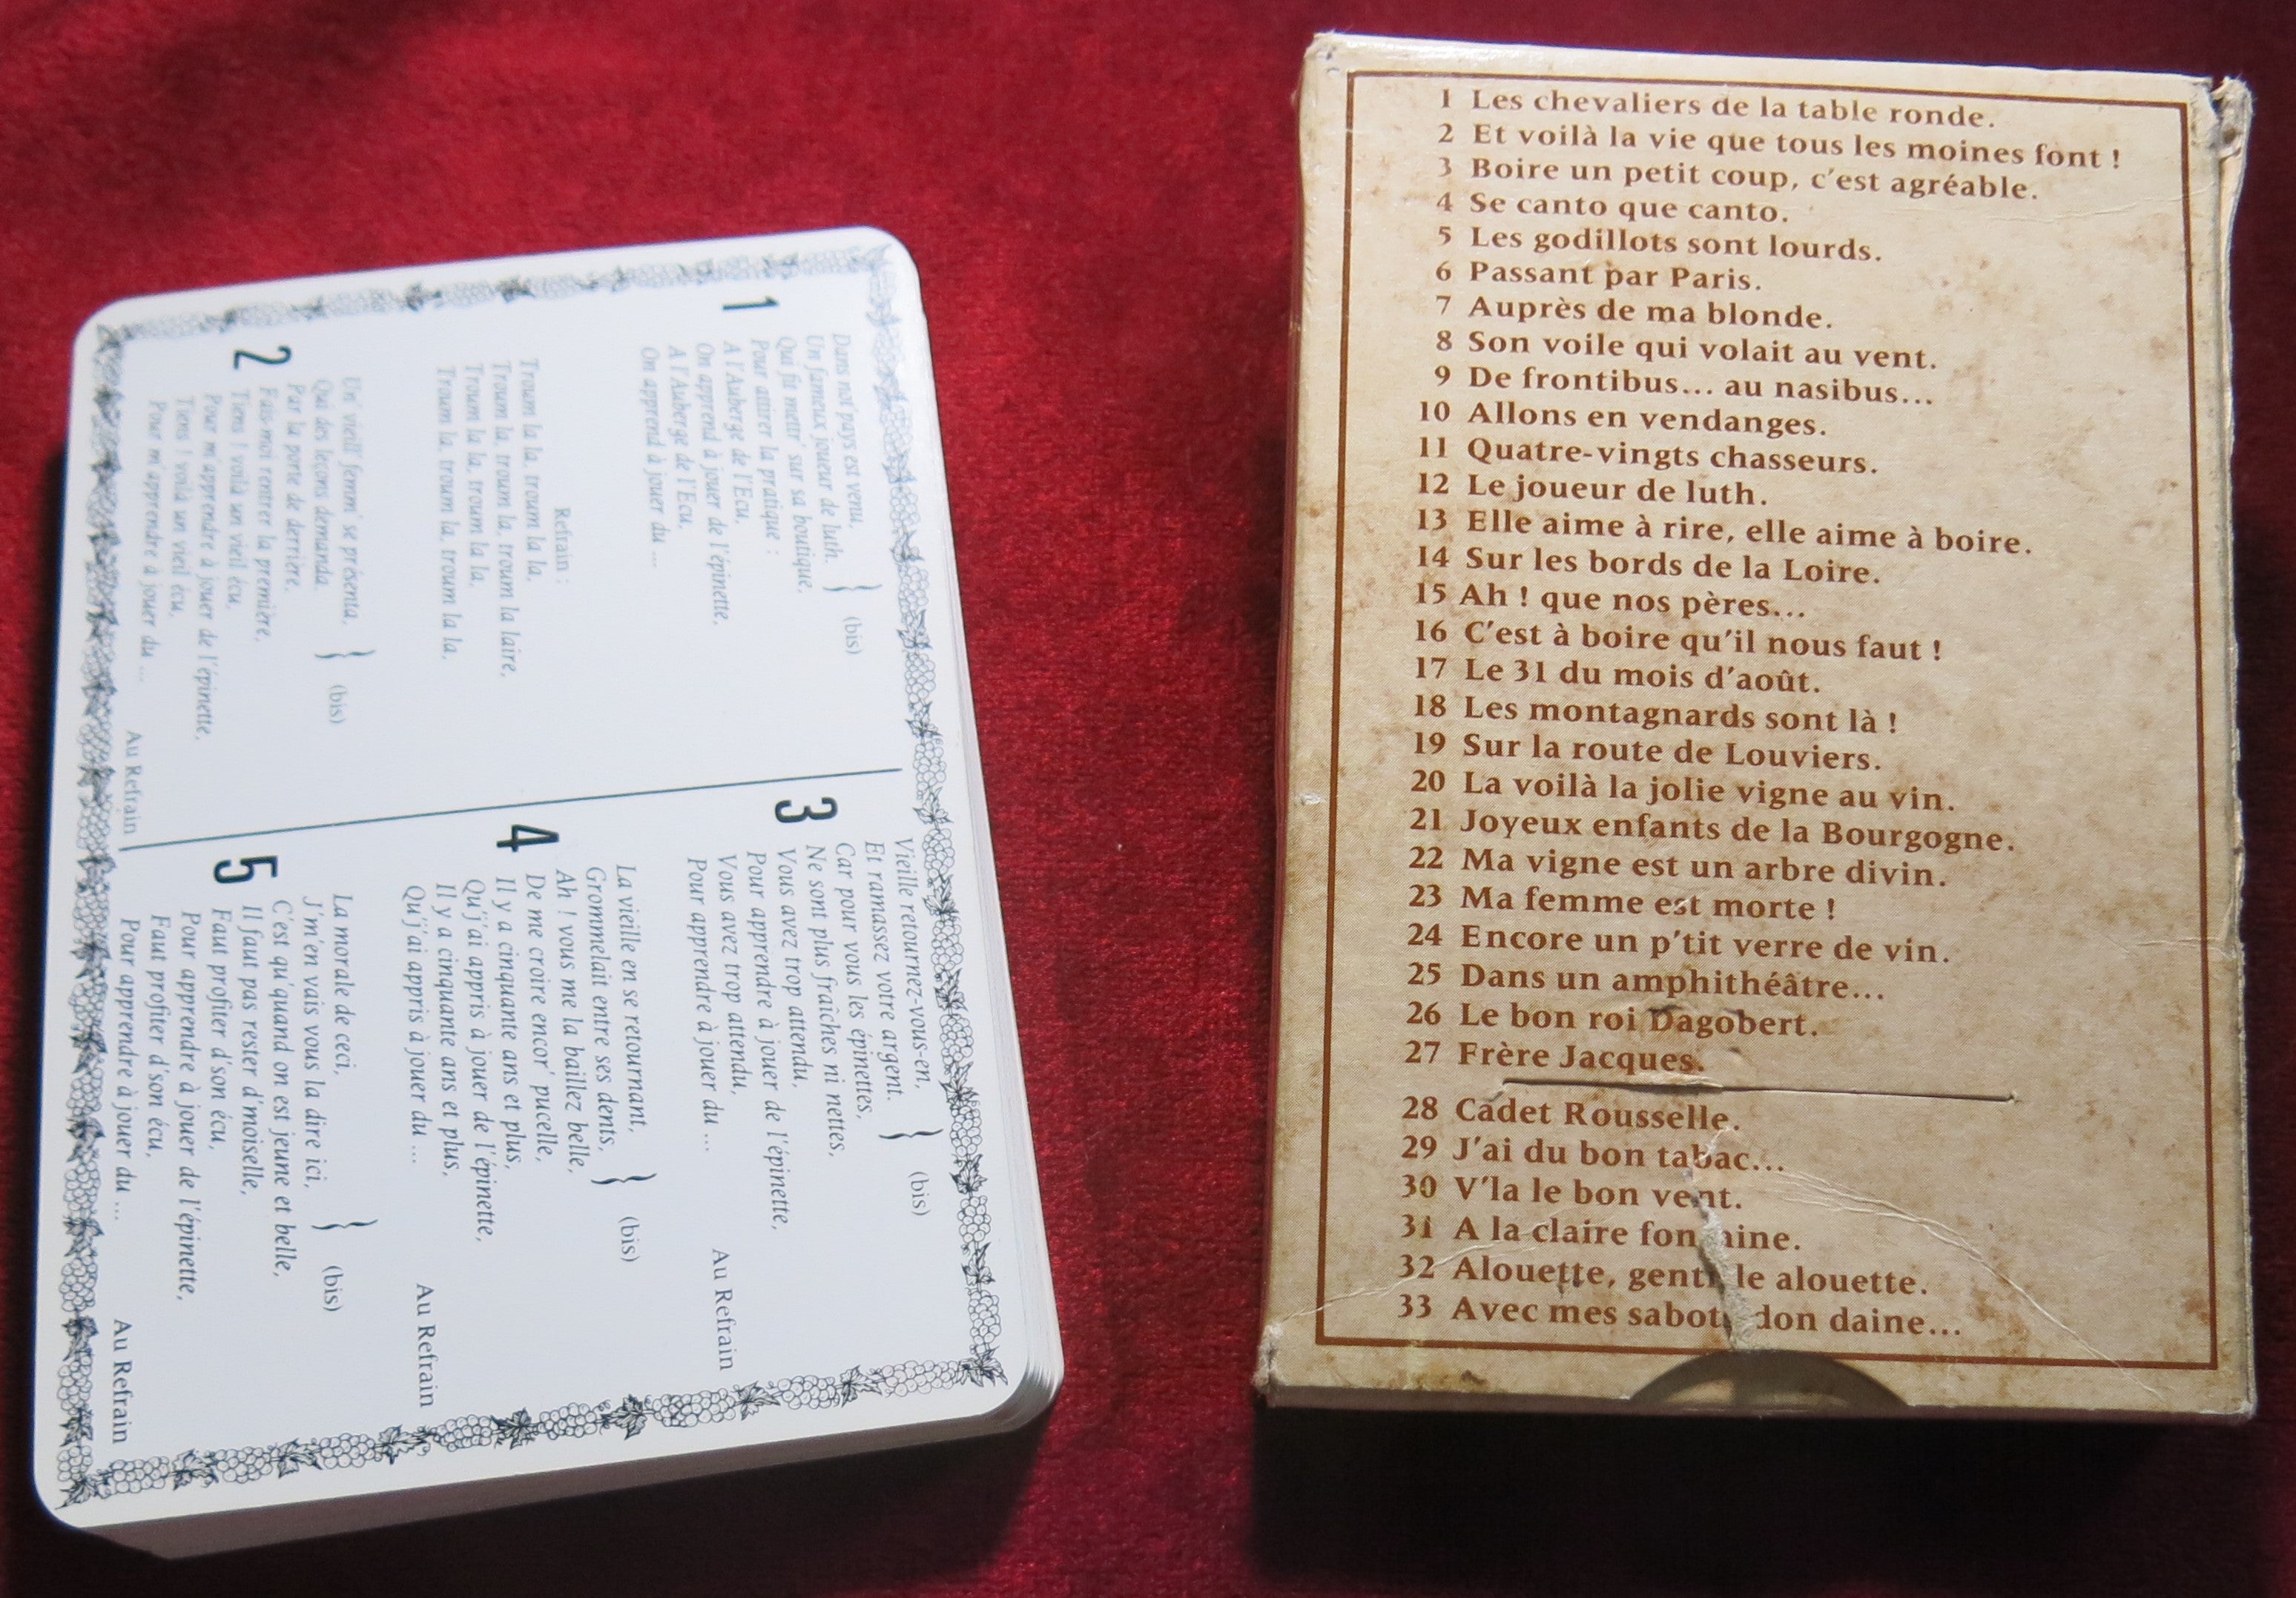 1
Dans not' pays est venu,
Un fameux joueur de luth. } (bis)
Qui fit mettr' sur sa boutique,
Pour attirer la pratique :
A l'Auberge de l'Ecu,
On apprend à jouer de l'épinette,
A l'Auberge de l'Ecu,
On apprend à jouer du ...
Refrain :
Troum la la, troum la la,
Troum la, troum la, troum la laire,
Troum la la, troum la la,
Troum la, troum la, troum la la.
2
Un' vieill' femm' se présenta,
Qui des leçons demanda. } (bis)
Par la porte de derrière,
Fais-moi rentrer la première,
Tiens ! voilà un vieil écu,
Pour m'apprendre à jouer de l'épinette,
Tiens ! voilà un vieil écu,
Pour m'apprendre à jouer du ...
Au Refrain
3
Vieille retournez-vous-en,
Et ramassez votre argent. } (bis)
Car pour vous les épinettes,
Ne sont plus fraîches ni nettes,
Vous avez trop attendu,
Pour apprendre à jouer de l'épinette,
Vous avez trop attendu,
Pour apprendre à jouer du ...
Au Refrain
4
La vieille en se retournant,
Grommelait entre ses dents, } (bis)
Ah ! vous me la baillez belle,
De me croire encor' pucelle,
Il y a cinquante ans et plus,
Qu'j'ai appris à jouer de l'épinette,
Il y a cinquante ans et plus,
Qu'j'ai appris à jouer du ...
Au Refrain
5
La morale de ceci,
J'm'en vais vous la dire ici, } (bis)
C'est qu'quand on est jeune et belle,
Il faut pas rester d'moiselle,
Faut profiter d'son écu,
Pour apprendre à jouer de l'épinette,
Faut profiter d'son écu,
Pour apprendre à jouer du ...
Au Refrain
1 Les chevaliers de la table ronde.
2 Et voilà la vie que tous les moines font !
3 Boire un petit coup, c'est agréable.
4 Se canto que canto.
5 Les godillots sont lourds.
6 Passant par Paris.
7 Auprès de ma blonde.
8 Son voile qui volait au vent.
9 De frontibus... au nasibus...
10 Allons en vendanges.
11 Quatre-vingts chasseurs.
12 Le joueur de luth.
13 Elle aime à rire, elle aime à boire.
14 Sur les bords de la Loire.
15 Ah ! que nos pères...
16 C'est à boire qu'il nous faut !
17 Le 31 du mois d'août.
18 Les montagnards sont là !
19 Sur la route de Louviers.
20 La voilà la jolie vigne au vin.
21 Joyeux enfants de la Bourgogne.
22 Ma vigne est un arbre divin.
23 Ma femme est morte !
24 Encore un p'tit verre de vin.
25 Dans un amphithéâtre...
26 Le bon roi Dagobert.
27 Frère Jacques.
28 Cadet Rousselle.
29 J'ai du bon tabac...
30 V'la le bon vent.
31 A la claire fontaine.
32 Alouette, gentille alouette.
33 Avec mes sabots don daine...